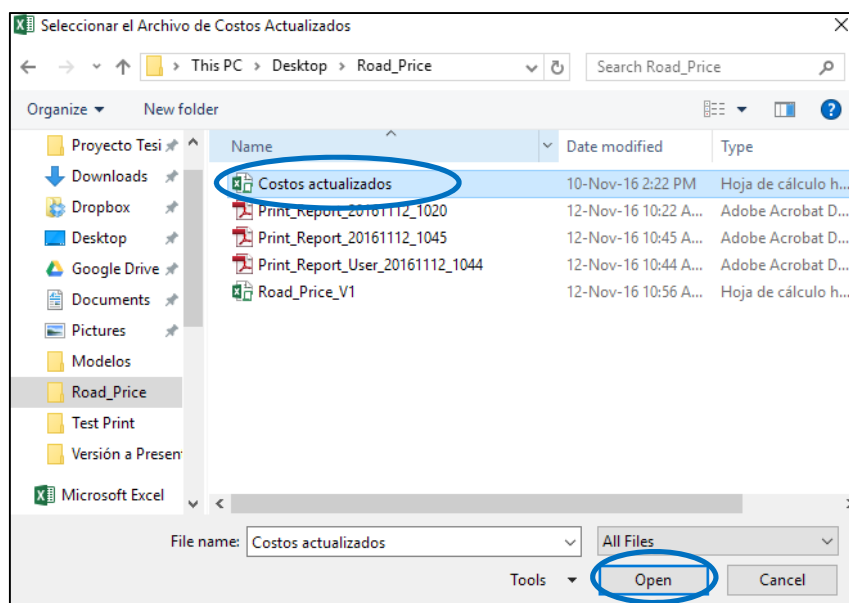 Seleccionar el Archivo de Costos Actualizados
This PC > Desktop > Road_Price
Search Road_Price
Organize
New folder
Name
Date modified
Type
Proyecto Tesi
Downloads
Dropbox
Desktop
Google Drive
Documents
Pictures
Modelos
Road_Price
Test Print
Versión a Presen
Microsoft Excel
Costos actualizados 10-Nov-16 2:22 PM Hoja de cálculo h...
Print_Report_20161112_1020 12-Nov-16 10:22 A... Adobe Acrobat D...
Print_Report_20161112_1045 12-Nov-16 10:45 A... Adobe Acrobat D...
Print_Report_User_20161112_1044 12-Nov-16 10:44 A... Adobe Acrobat D...
Road_Price_V1 12-Nov-16 10:56 A... Hoja de cálculo h...
File name: Costos actualizados
All Files
Tools
Open
Cancel